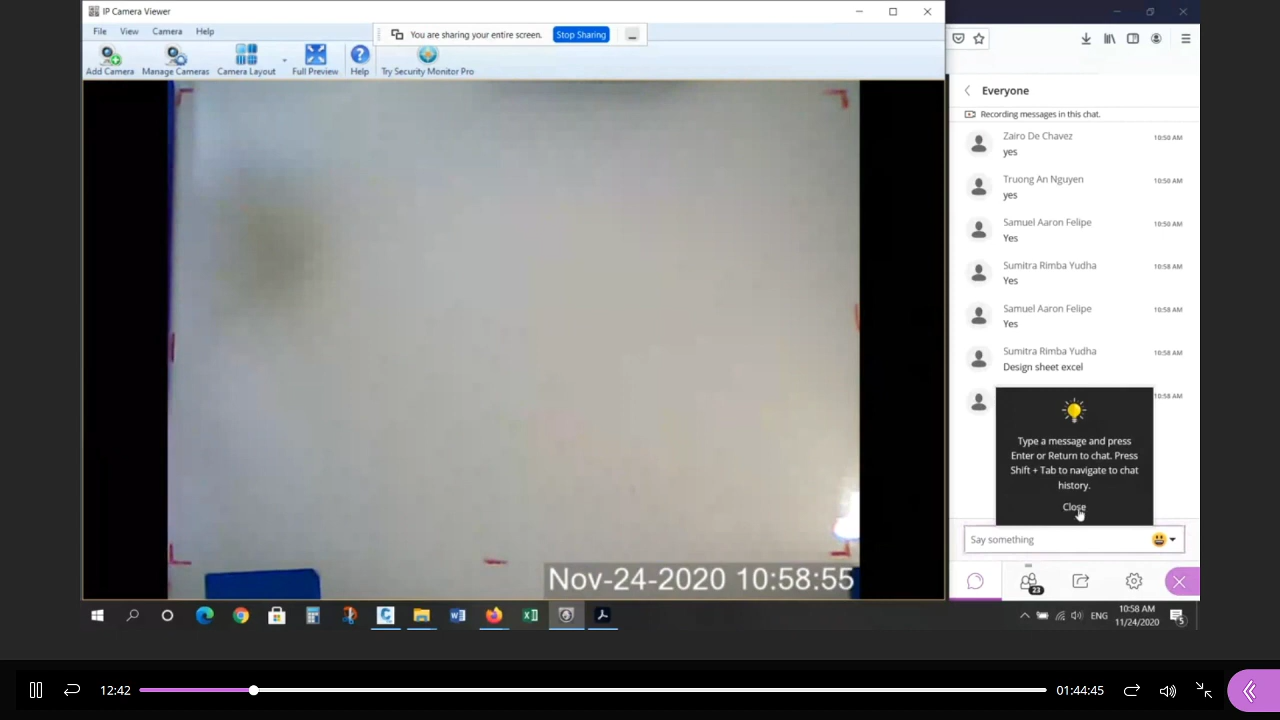 IP Camera Viewer
File View Camera Help
You are sharing your entire screen. Stop Sharing
Add Camera Manage Cameras Camera Layout Full Preview Help Try Security Monitor Pro
Everyone
Recording messages in this chat.
Zairo De Chavez 10:50 AM
yes
Truong An Nguyen 10:50 AM
yes
Samuel Aaron Felipe 10:50 AM
Yes
Sumitra Rimba Yudha 10:58 AM
Yes
Samuel Aaron Felipe 10:58 AM
Yes
Sumitra Rimba Yudha 10:58 AM
Design sheet excel
10:58 AM
Type a message and press
Enter or Return to chat. Press
Shift + Tab to navigate to chat
history.
Close
Say something
23
Nov-24-2020 10:58:55
ENG
10:58 AM
11/24/2020
5
12:42
01:44:45